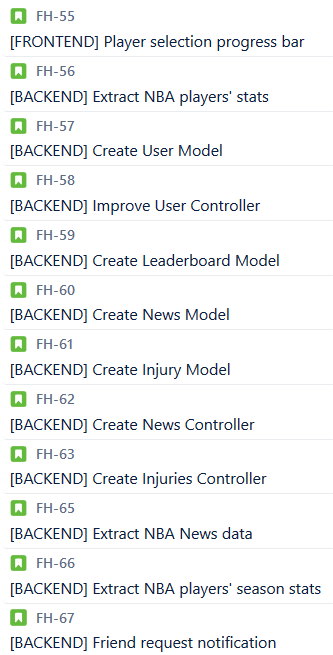 FH-55
[FRONTEND] Player selection progress bar
FH-56
[BACKEND] Extract NBA players' stats
FH-57
[BACKEND] Create User Model
FH-58
[BACKEND] Improve User Controller
FH-59
[BACKEND] Create Leaderboard Model
FH-60
[BACKEND] Create News Model
FH-61
[BACKEND] Create Injury Model
FH-62
[BACKEND] Create News Controller
FH-63
[BACKEND] Create Injuries Controller
FH-65
[BACKEND] Extract NBA News data
FH-66
[BACKEND] Extract NBA players' season stats
FH-67
[BACKEND] Friend request notification